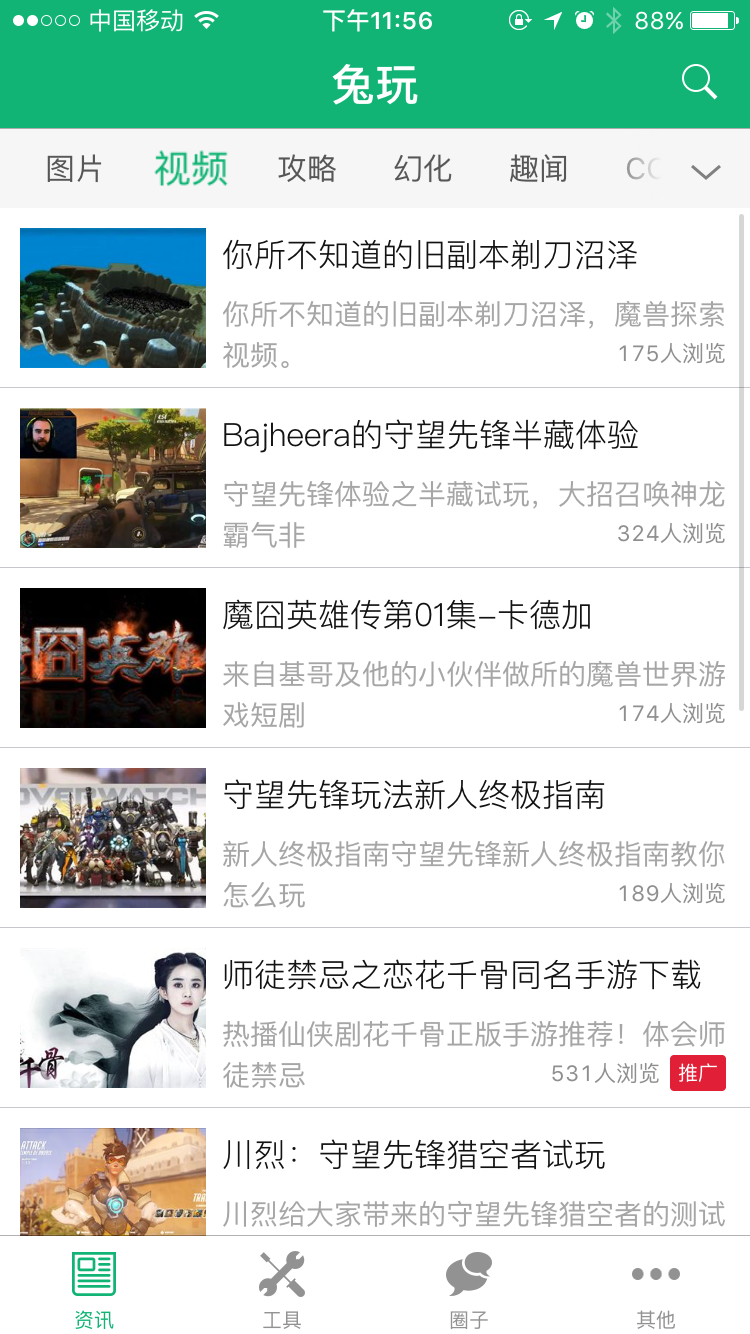 中国移动 下午11:56 88%
兔玩
图片 视频 攻略 幻化 趣闻
你所不知道的旧副本剃刀沼泽
你所不知道的旧副本剃刀沼泽，魔兽探索
视频。 175人浏览
Bajheera的守望先锋半藏体验
守望先锋体验之半藏试玩，大招召唤神龙
霸气非 324人浏览
囧英雄
魔囧英雄传第01集-卡德加
来自基哥及他的小伙伴做所的魔兽世界游
戏短剧 174人浏览
OVERWATCH
守望先锋玩法新人终极指南
新人终极指南守望先锋新人终极指南教你
怎么玩 189人浏览
千骨
师徒禁忌之恋花千骨同名手游下载
热播仙侠剧花千骨正版手游推荐！体会师
徒禁忌 531人浏览 推广
ATTACK
川烈：守望先锋猎空者试玩
川烈给大家带来的守望先锋猎空者的测试
资讯 工具 圈子 其他